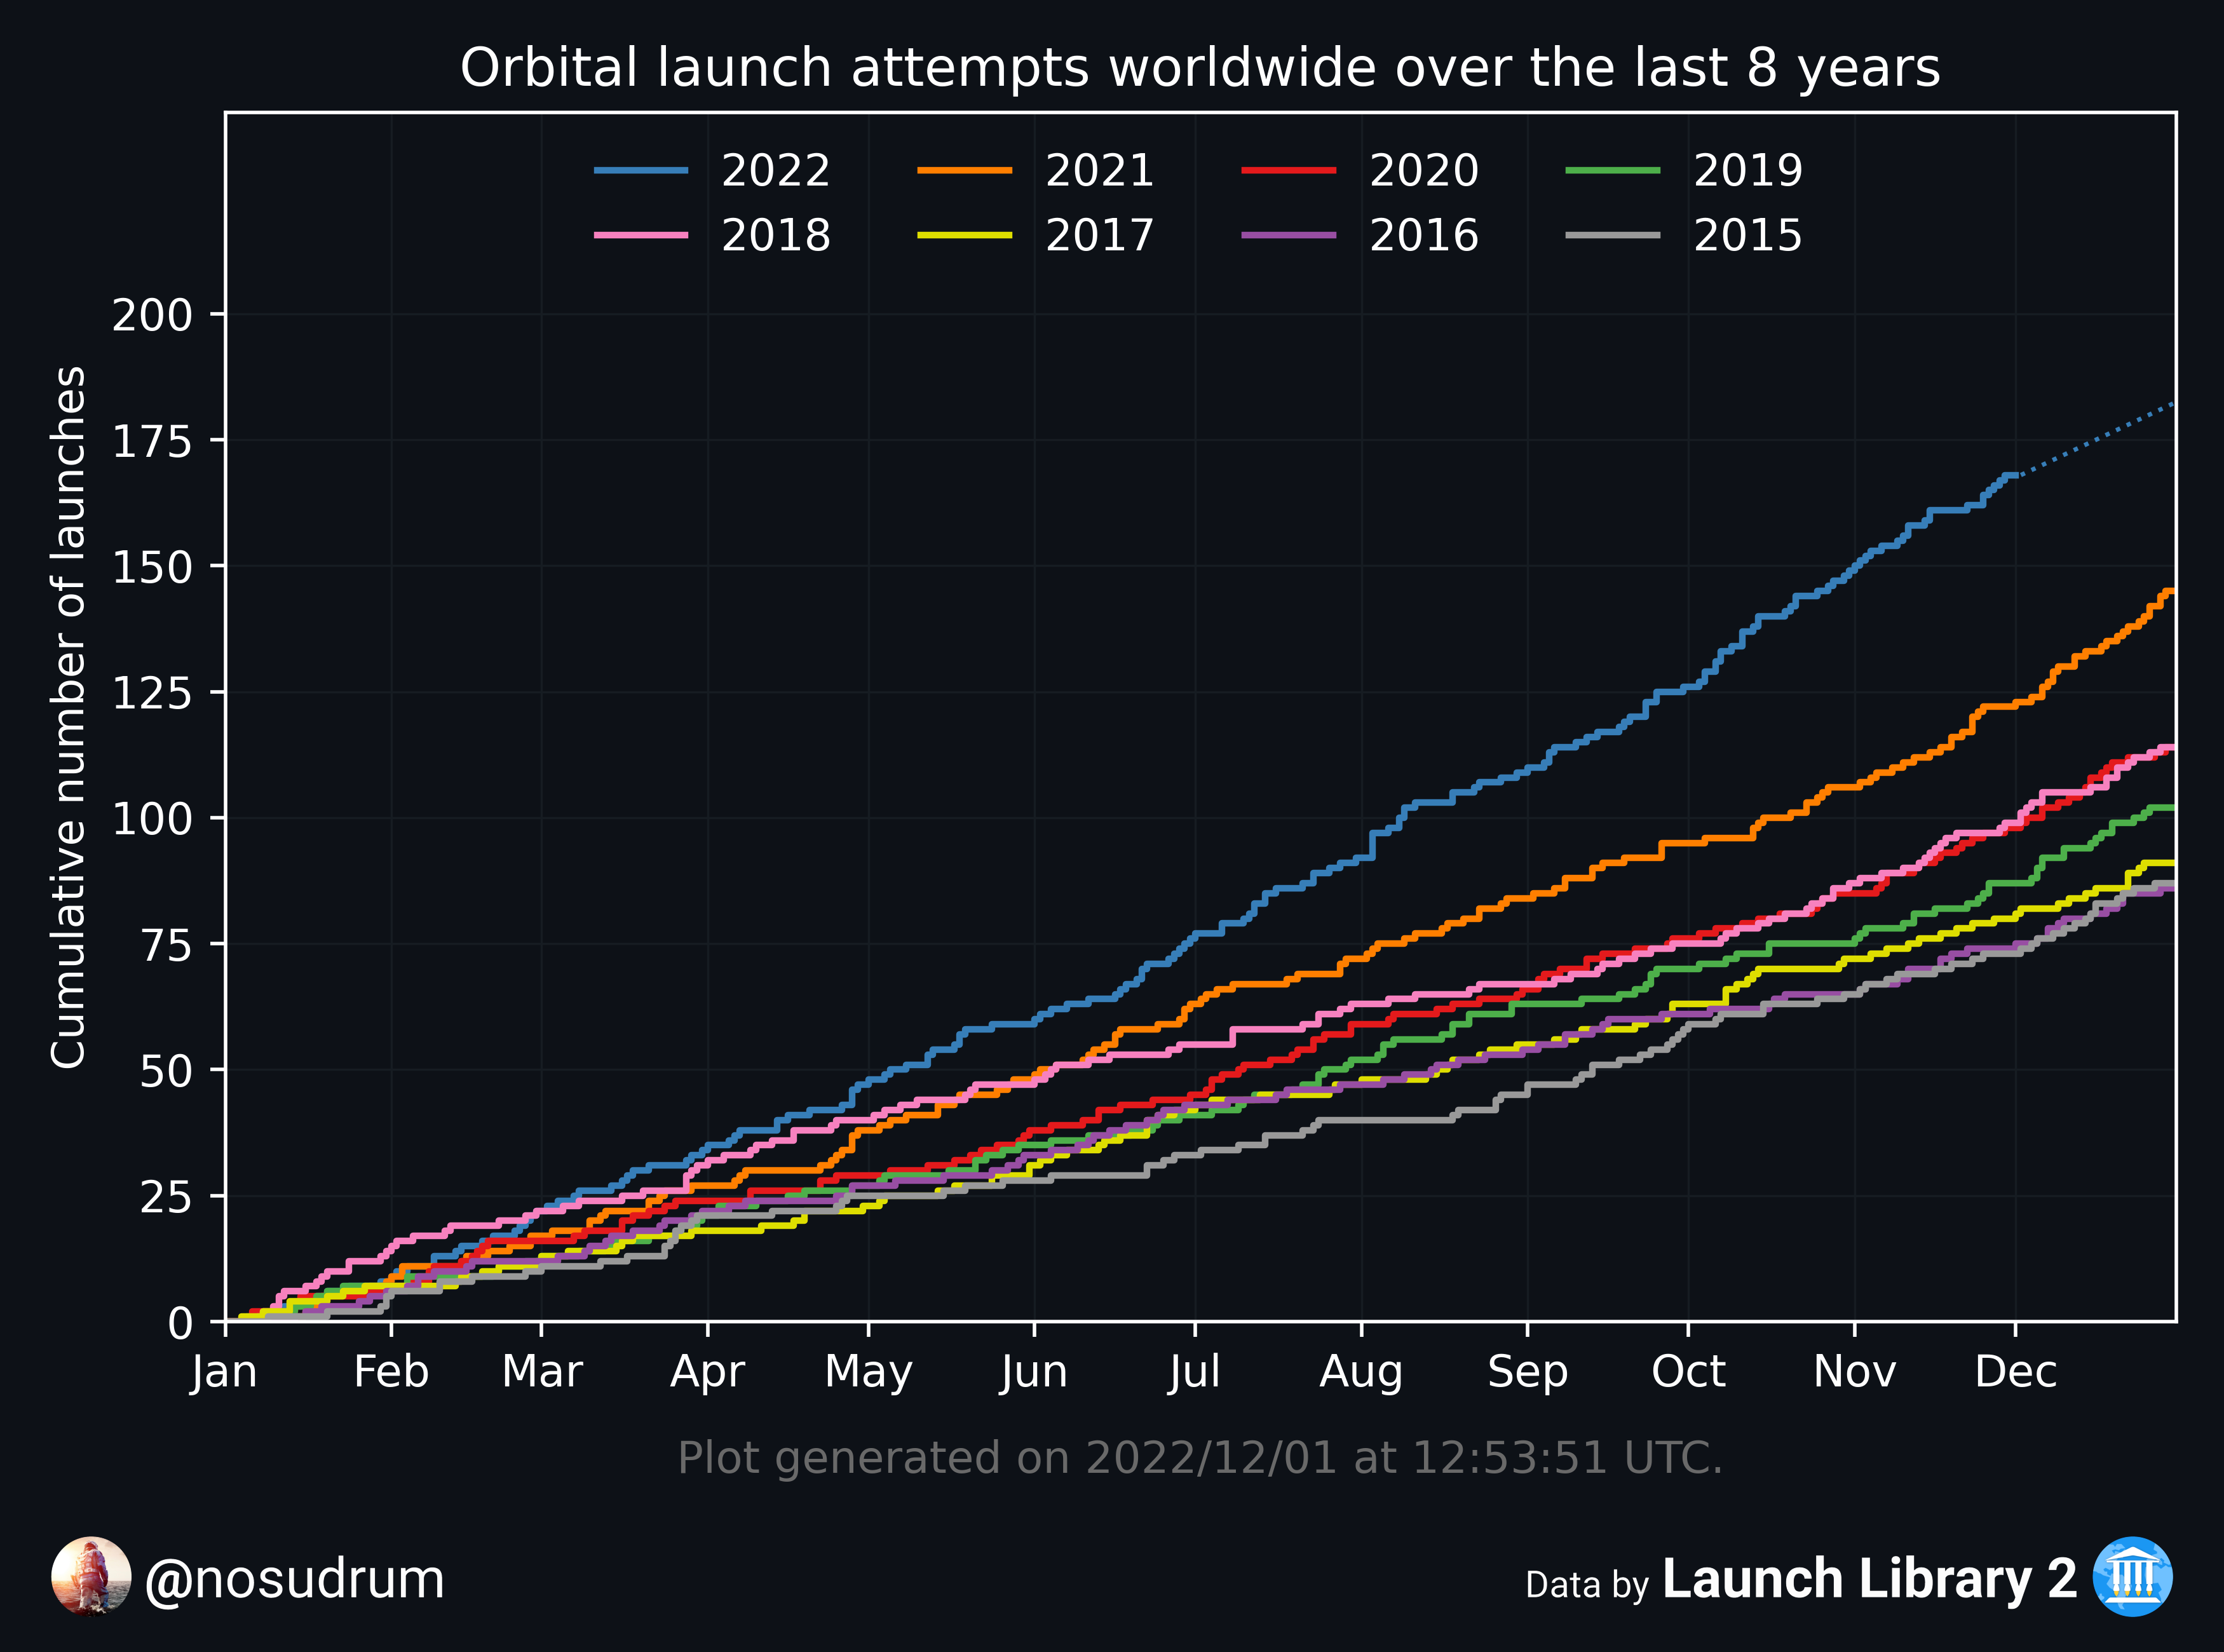 Orbital launch attempts worldwide over the last 8 years
2022 2021 2020 2019
2018 2017 2016 2015
Cumulative number of launches
200
175
150
125
100
75
50
25
0
Jan Feb Mar Apr May Jun Jul Aug Sep Oct Nov Dec
Plot generated on 2022/12/01 at 12:53:51 UTC.
@nosudrum
Data by Launch Library 2